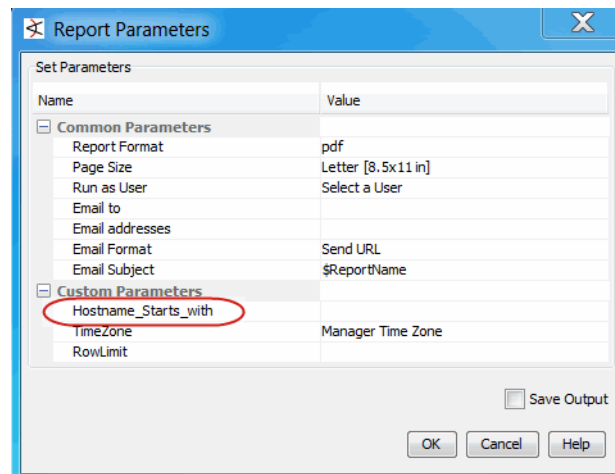 Report Parameters
Set Parameters
Name Value
Common Parameters
Report Format pdf
Page Size Letter [8.5x11 in]
Run as User Select a User
Email to
Email addresses
Email Format Send URL
Email Subject $ReportName
Custom Parameters
Hostname_Starts_with
TimeZone Manager Time Zone
RowLimit
Save Output
OK Cancel Help